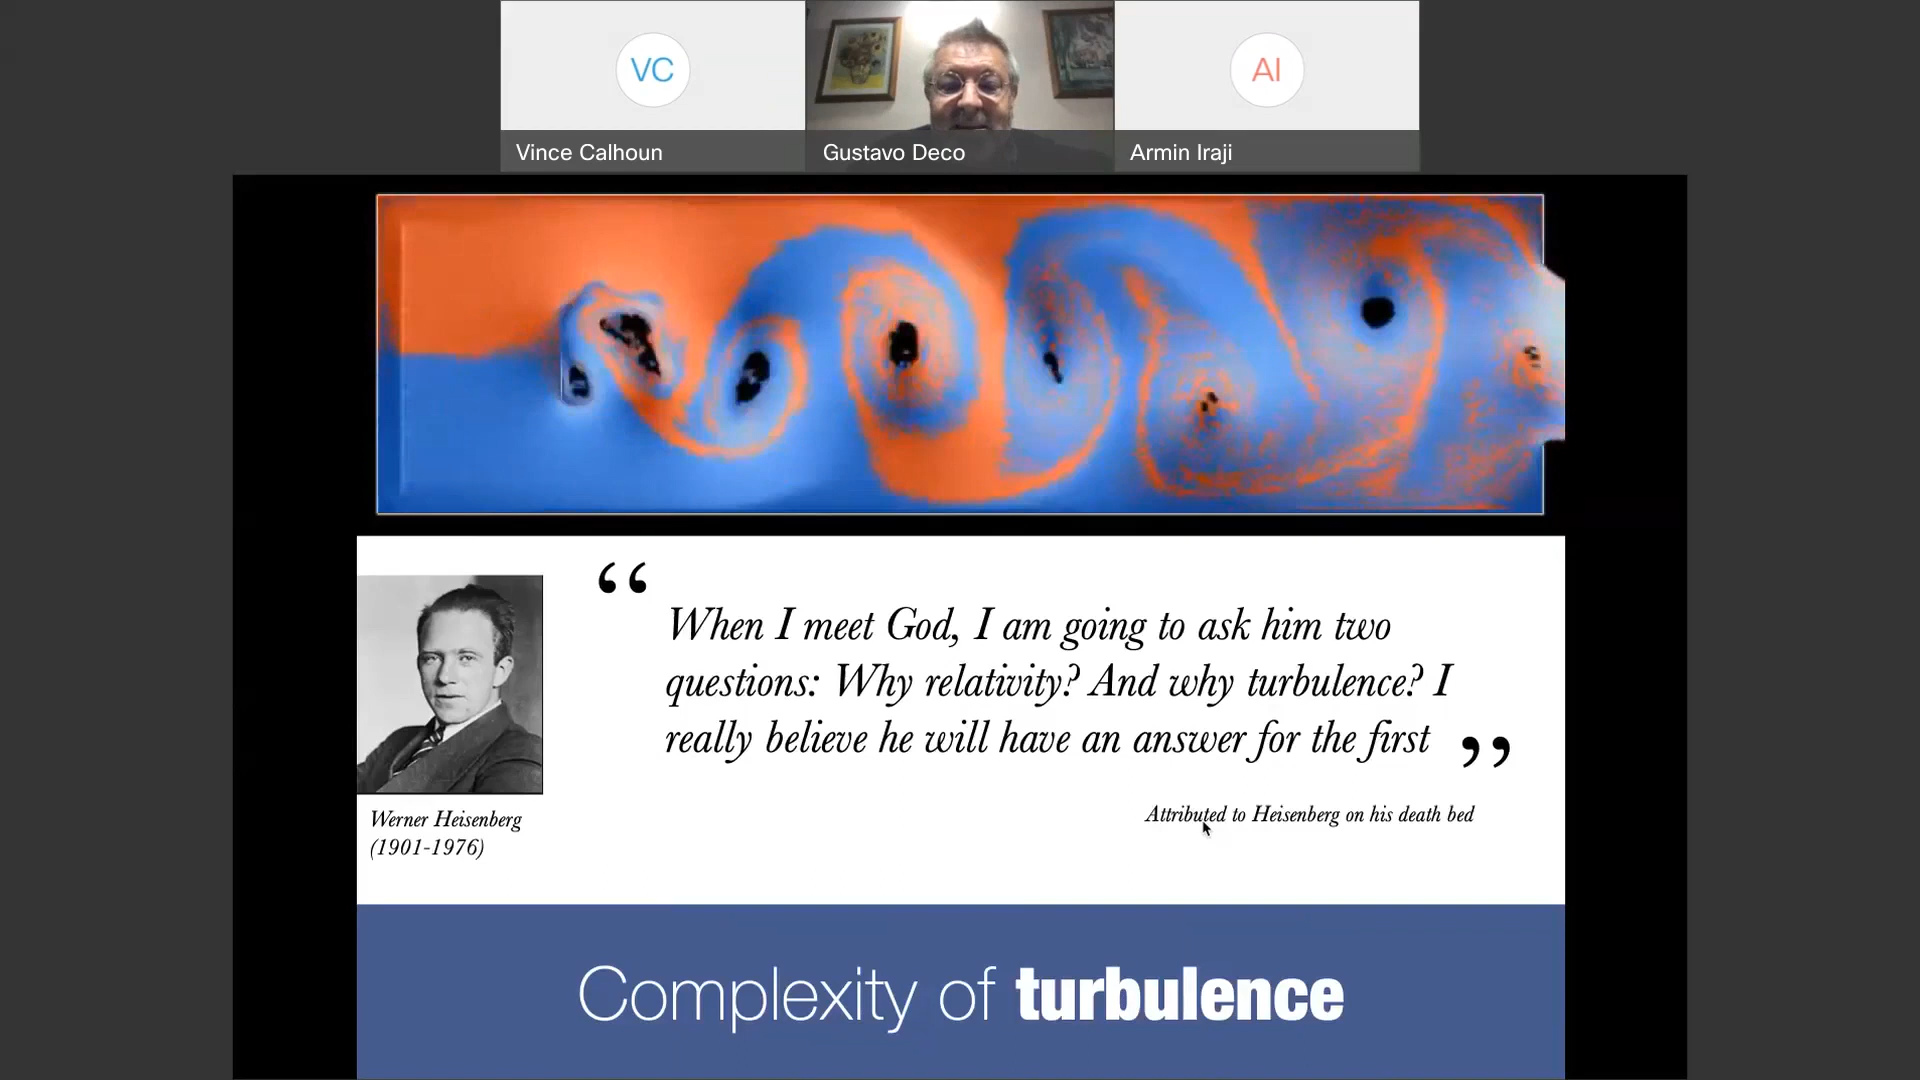 VC
AI
Vince Calhoun
Gustavo Deco
Armin Iraji
“
When I meet God, I am going to ask him two
questions: Why relativity? And why turbulence? I
really believe he will have an answer for the first ”
Attributed to Heisenberg on his death bed
Werner Heisenberg
(1901-1976)
Complexity of turbulence